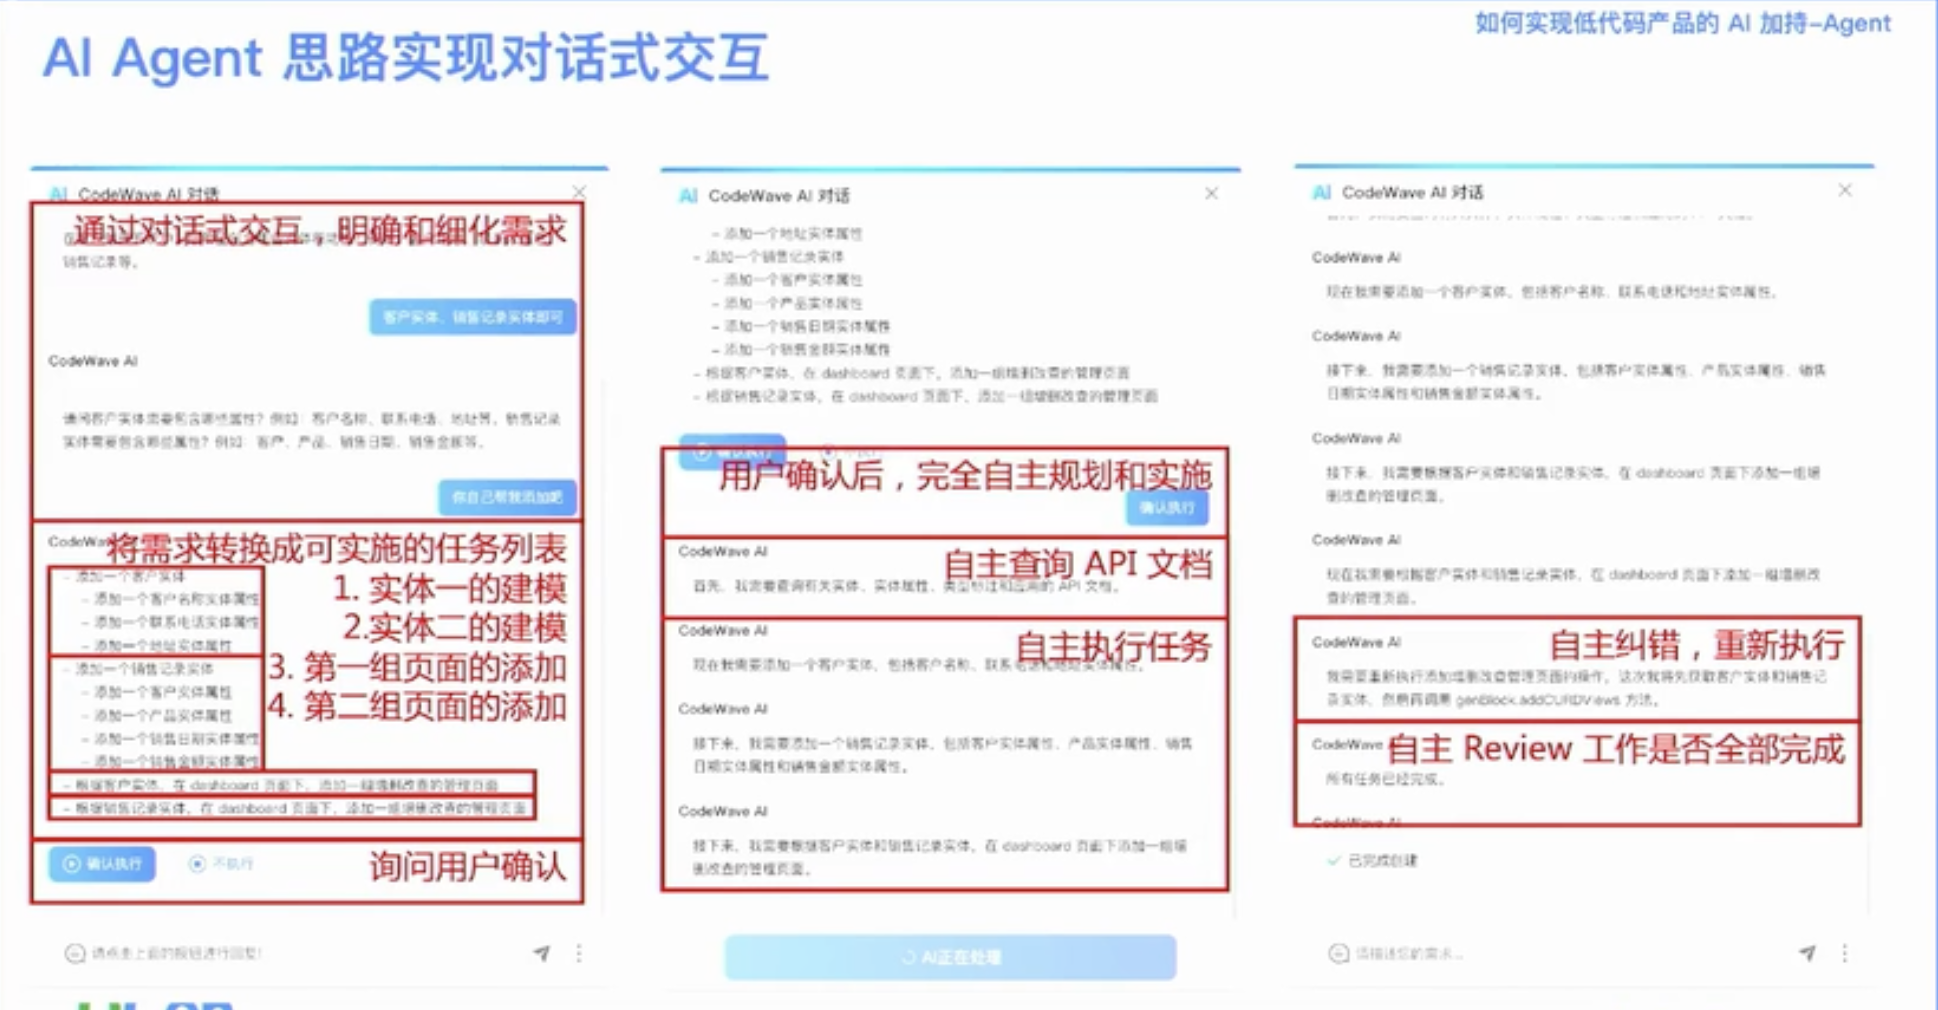 如何实现低代码产品的 AI 加持-Agent
AI Agent 思路实现对话式交互
AI CodeWave AI 对话
通过对话式交互，明确和细化需求
销售记录等。
客户实体、销售记录实体即可
CodeWave AI
请问客户实体需要包含哪些属性？例如：客户名称、联系电话、地址等。销售记录
实体需要包含哪些属性？例如：客户、产品、销售日期、销售金额等。
你自己帮我添加吧
将需求转换成可实施的任务列表
- 添加一个客户实体
- 添加一个客户名称实体属性
- 添加一个联系电话实体属性
- 添加一个地址实体属性
- 添加一个销售记录实体
- 添加一个客户实体属性
- 添加一个产品实体属性
- 添加一个销售日期实体属性
- 添加一个销售金额实体属性
1. 实体一的建模
2.实体二的建模
3. 第一组页面的添加
4. 第二组页面的添加
- 根据客户实体，在 dashboard 页面下，添加一组增删改查的管理页面
- 根据销售记录实体，在 dashboard 页面下，添加一组增删改查的管理页面
确认执行
不执行
询问用户确认
请点击上面的按钮进行回复!
AI CodeWave AI 对话
- 添加一个地址实体属性
- 添加一个销售记录实体
- 添加一个客户实体属性
- 添加一个产品实体属性
- 添加一个销售日期实体属性
- 添加一个销售金额实体属性
- 根据客户实体，在 dashboard 页面下，添加一组增删改查的管理页面
- 根据销售记录实体，在 dashboard 页面下，添加一组增删改查的管理页面
用户确认后，完全自主规划和实施
确认执行
CodeWave AI
自主查询 API 文档
首先，我需要查询有关实体、实体属性、类型标注和应用的 API 文档。
CodeWave AI
自主执行任务
现在我需要添加一个客户实体，包括客户名称、联系电话和地址实体属性。
CodeWave AI
接下来，我需要添加一个销售记录实体，包括客户实体属性、产品实体属性、销售
日期实体属性和销售金额实体属性。
CodeWave AI
接下来，我需要根据客户实体和销售记录实体，在 dashboard 页面下添加一组增
删改查的管理页面。
AI正在处理
AI CodeWave AI 对话
CodeWave AI
现在我需要添加一个客户实体，包括客户名称、联系电话和地址实体属性。
CodeWave AI
接下来，我需要添加一个销售记录实体，包括客户实体属性、产品实体属性、销售
日期实体属性和销售金额实体属性。
CodeWave AI
接下来，我需要根据客户实体和销售记录实体，在 dashboard 页面下添加一组增
删改查的管理页面。
CodeWave AI
现在我需要根据客户实体和销售记录实体，在 dashboard 页面下添加一组增删改
查的管理页面。
CodeWave AI
自主纠错，重新执行
我需要重新执行添加增删改查管理页面的操作。这次我将先获取客户实体和销售记
录实体，然后再调用 genBlock.addCURDViews 方法。
CodeWave
自主 Review 工作是否全部完成
所有任务已经完成。
CodeWave AI
已完成创建
请描述您的需求...